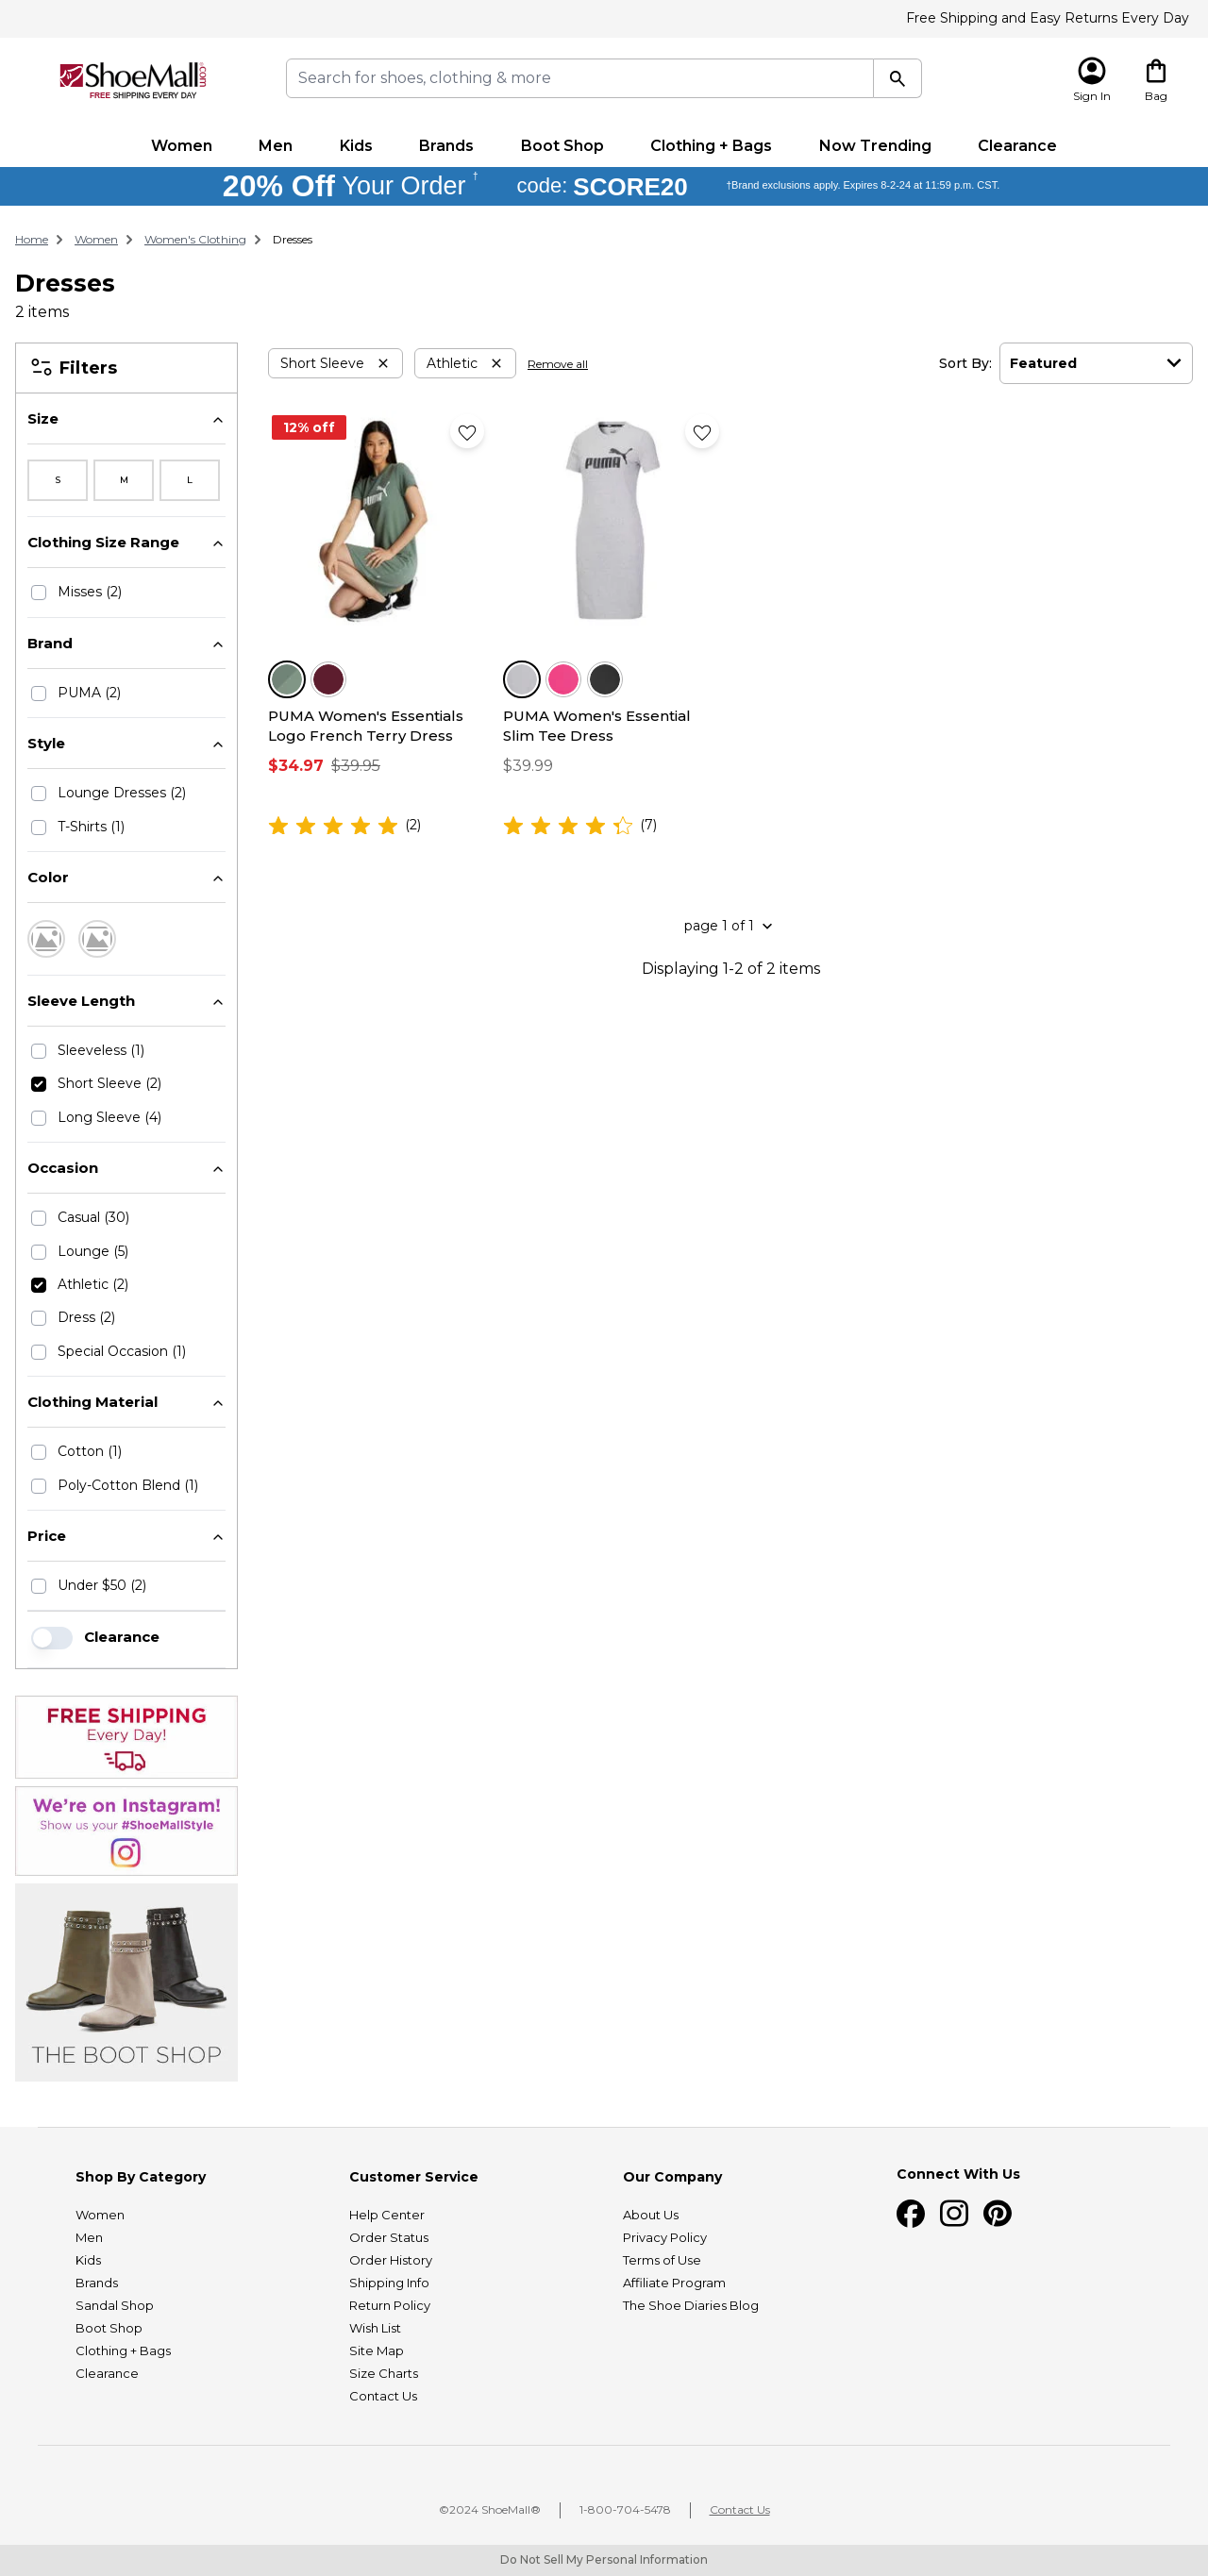 Free Shipping and Easy Returns Every Day
ShoeMall.com
FREE SHIPPING EVERY DAY
Search for shoes, clothing & more
Sign In
Bag
Women
Men
Kids
Brands
Boot Shop
Clothing + Bags
Now Trending
Clearance
20% Off Your Order † code: SCORE20 †Brand exclusions apply. Expires 8-2-24 at 11:59 p.m. CST.
Home
Women
Women's Clothing
Dresses
Dresses
2 items
Filters
Size
S
M
L
Clothing Size Range
Misses (2)
Brand
PUMA (2)
Style
Lounge Dresses (2)
T-Shirts (1)
Color
Sleeve Length
Sleeveless (1)
Short Sleeve (2)
Long Sleeve (4)
Occasion
Casual (30)
Lounge (5)
Athletic (2)
Dress (2)
Special Occasion (1)
Clothing Material
Cotton (1)
Poly-Cotton Blend (1)
Price
Under $50 (2)
Clearance
FREE SHIPPING
Every Day!
We're on Instagram!
Show us your #ShoeMallStyle
THE BOOT SHOP
Short Sleeve
Athletic
Remove all
Sort By:
Featured
12% off
PUMA
PUMA Women's Essentials
Logo French Terry Dress
$34.97 $39.95
(2)
PUMA
PUMA Women's Essential
Slim Tee Dress
$39.99
(7)
page 1 of 1
Displaying 1-2 of 2 items
Shop By Category
Women
Men
Kids
Brands
Sandal Shop
Boot Shop
Clothing + Bags
Clearance
Customer Service
Help Center
Order Status
Order History
Shipping Info
Return Policy
Wish List
Site Map
Size Charts
Contact Us
Our Company
About Us
Privacy Policy
Terms of Use
Affiliate Program
The Shoe Diaries Blog
Connect With Us
©2024 ShoeMall®
1-800-704-5478
Contact Us
Do Not Sell My Personal Information